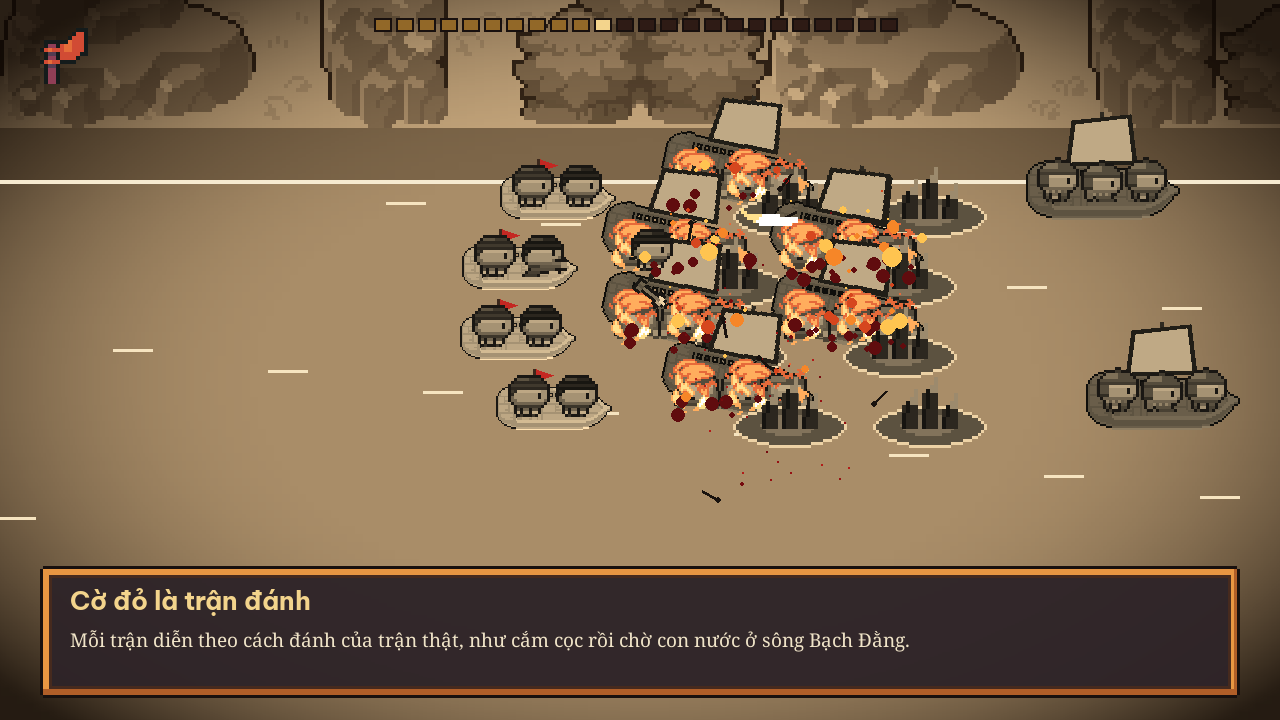 Cờ đỏ là trận đánh
Mỗi trận diễn theo cách đánh của trận thật, như cắm cọc rồi chờ con nước ở sông Bạch Đằng.